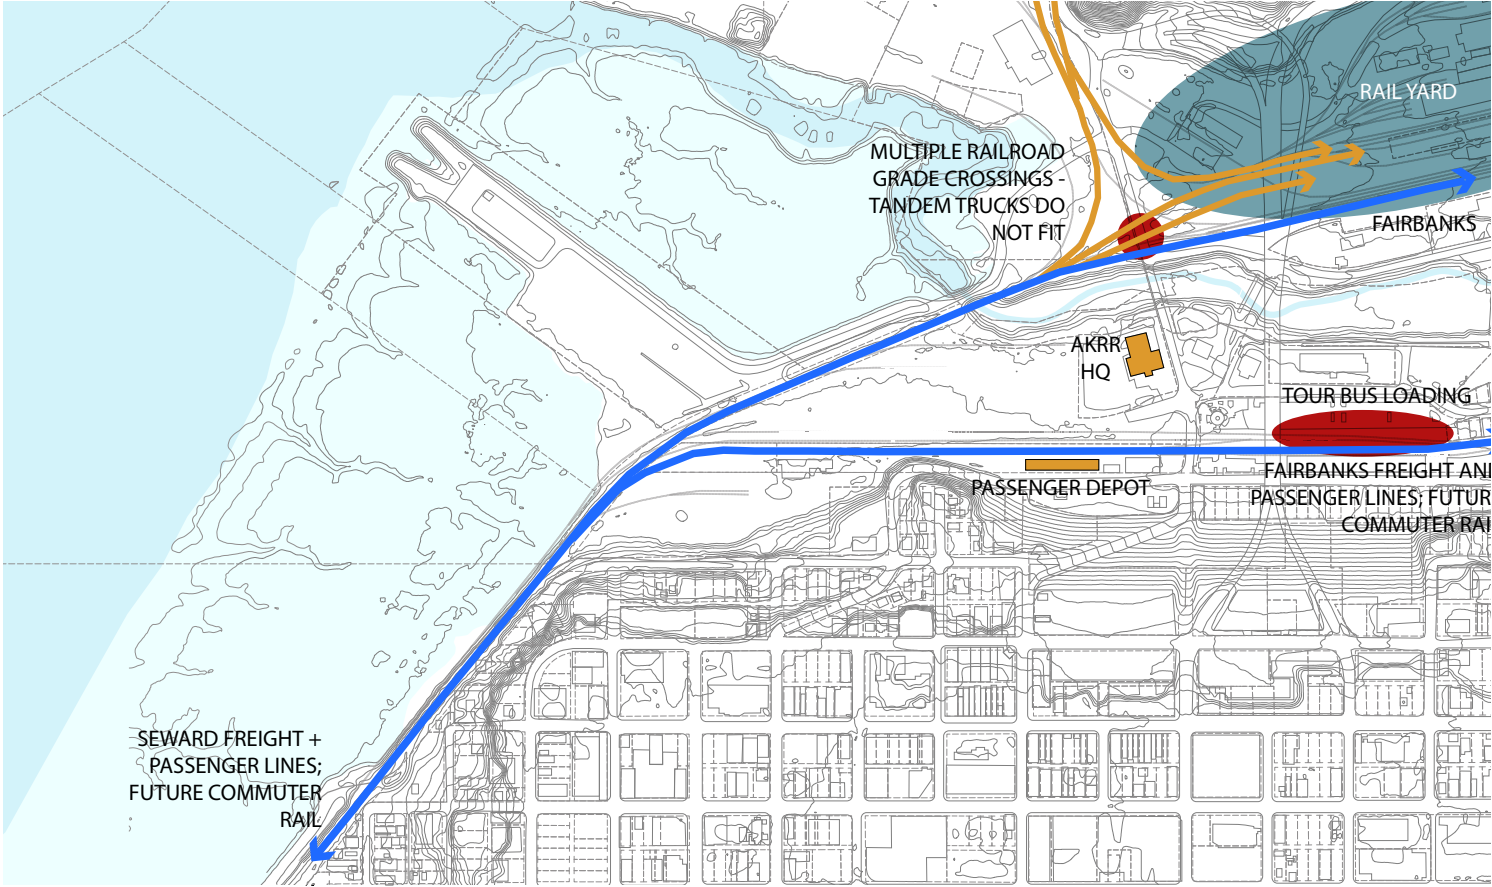 RAIL YARD
MULTIPLE RAILROAD
GRADE CROSSINGS -
TANDEM TRUCKS DO
NOT FIT
FAIRBANKS
AKRR
HQ
TOUR BUS LOADING
PASSENGER DEPOT
FAIRBANKS FREIGHT AND
PASSENGER LINES; FUTUR
COMMUTER RAI
SEWARD FREIGHT +
PASSENGER LINES;
FUTURE COMMUTER
RAIL